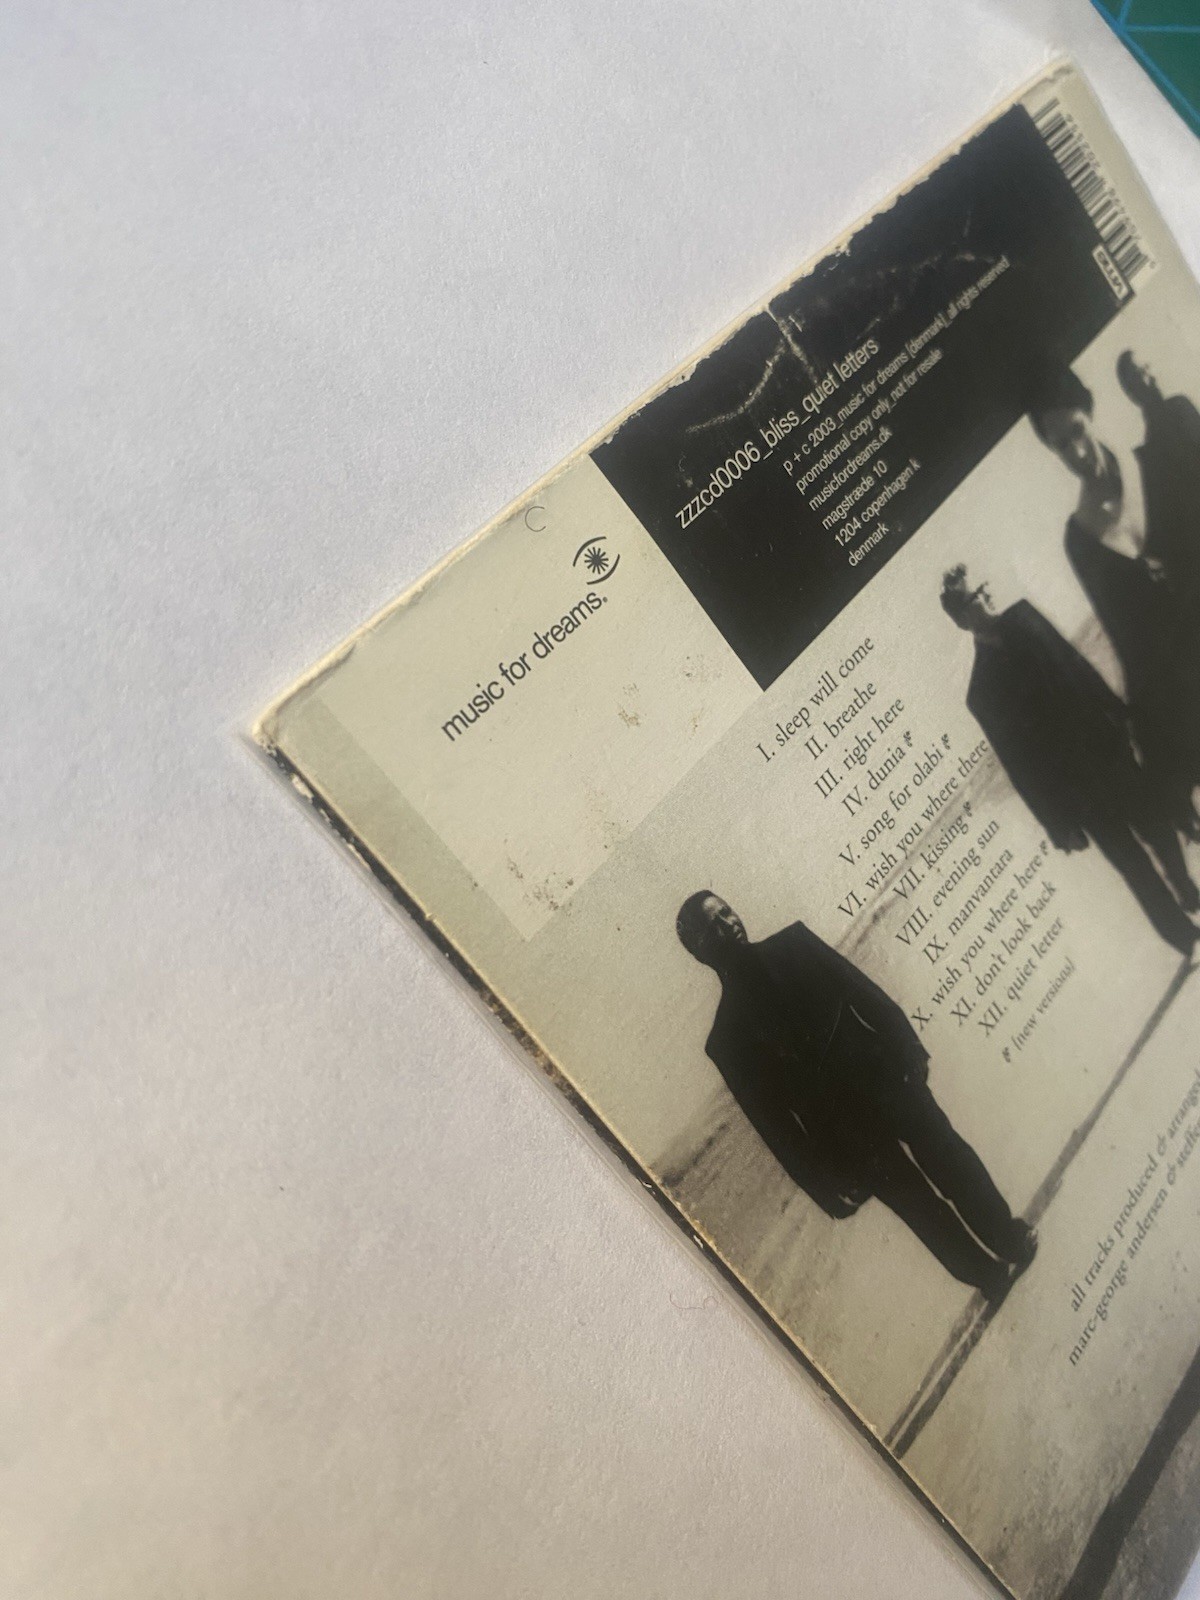 music for dreams.
zzzcd0006_bliss_quiet letters
p + c 2003_music for dreams [denmark]_all rights reserved
promotional copy only_not for resale
musicfordreams.dk
magstræde 10
1204 copenhagen k
denmark
I. sleep will come
II. breathe
III. right here
IV. dunia
V. song for olabi
VI. wish you where there
VII. kissing
VIII. evening sun
IX. manvantara
X. wish you where here
XI. don't look back
XII. quiet letter
[new versions]
all tracks produced & arranged
marc-george andersen &